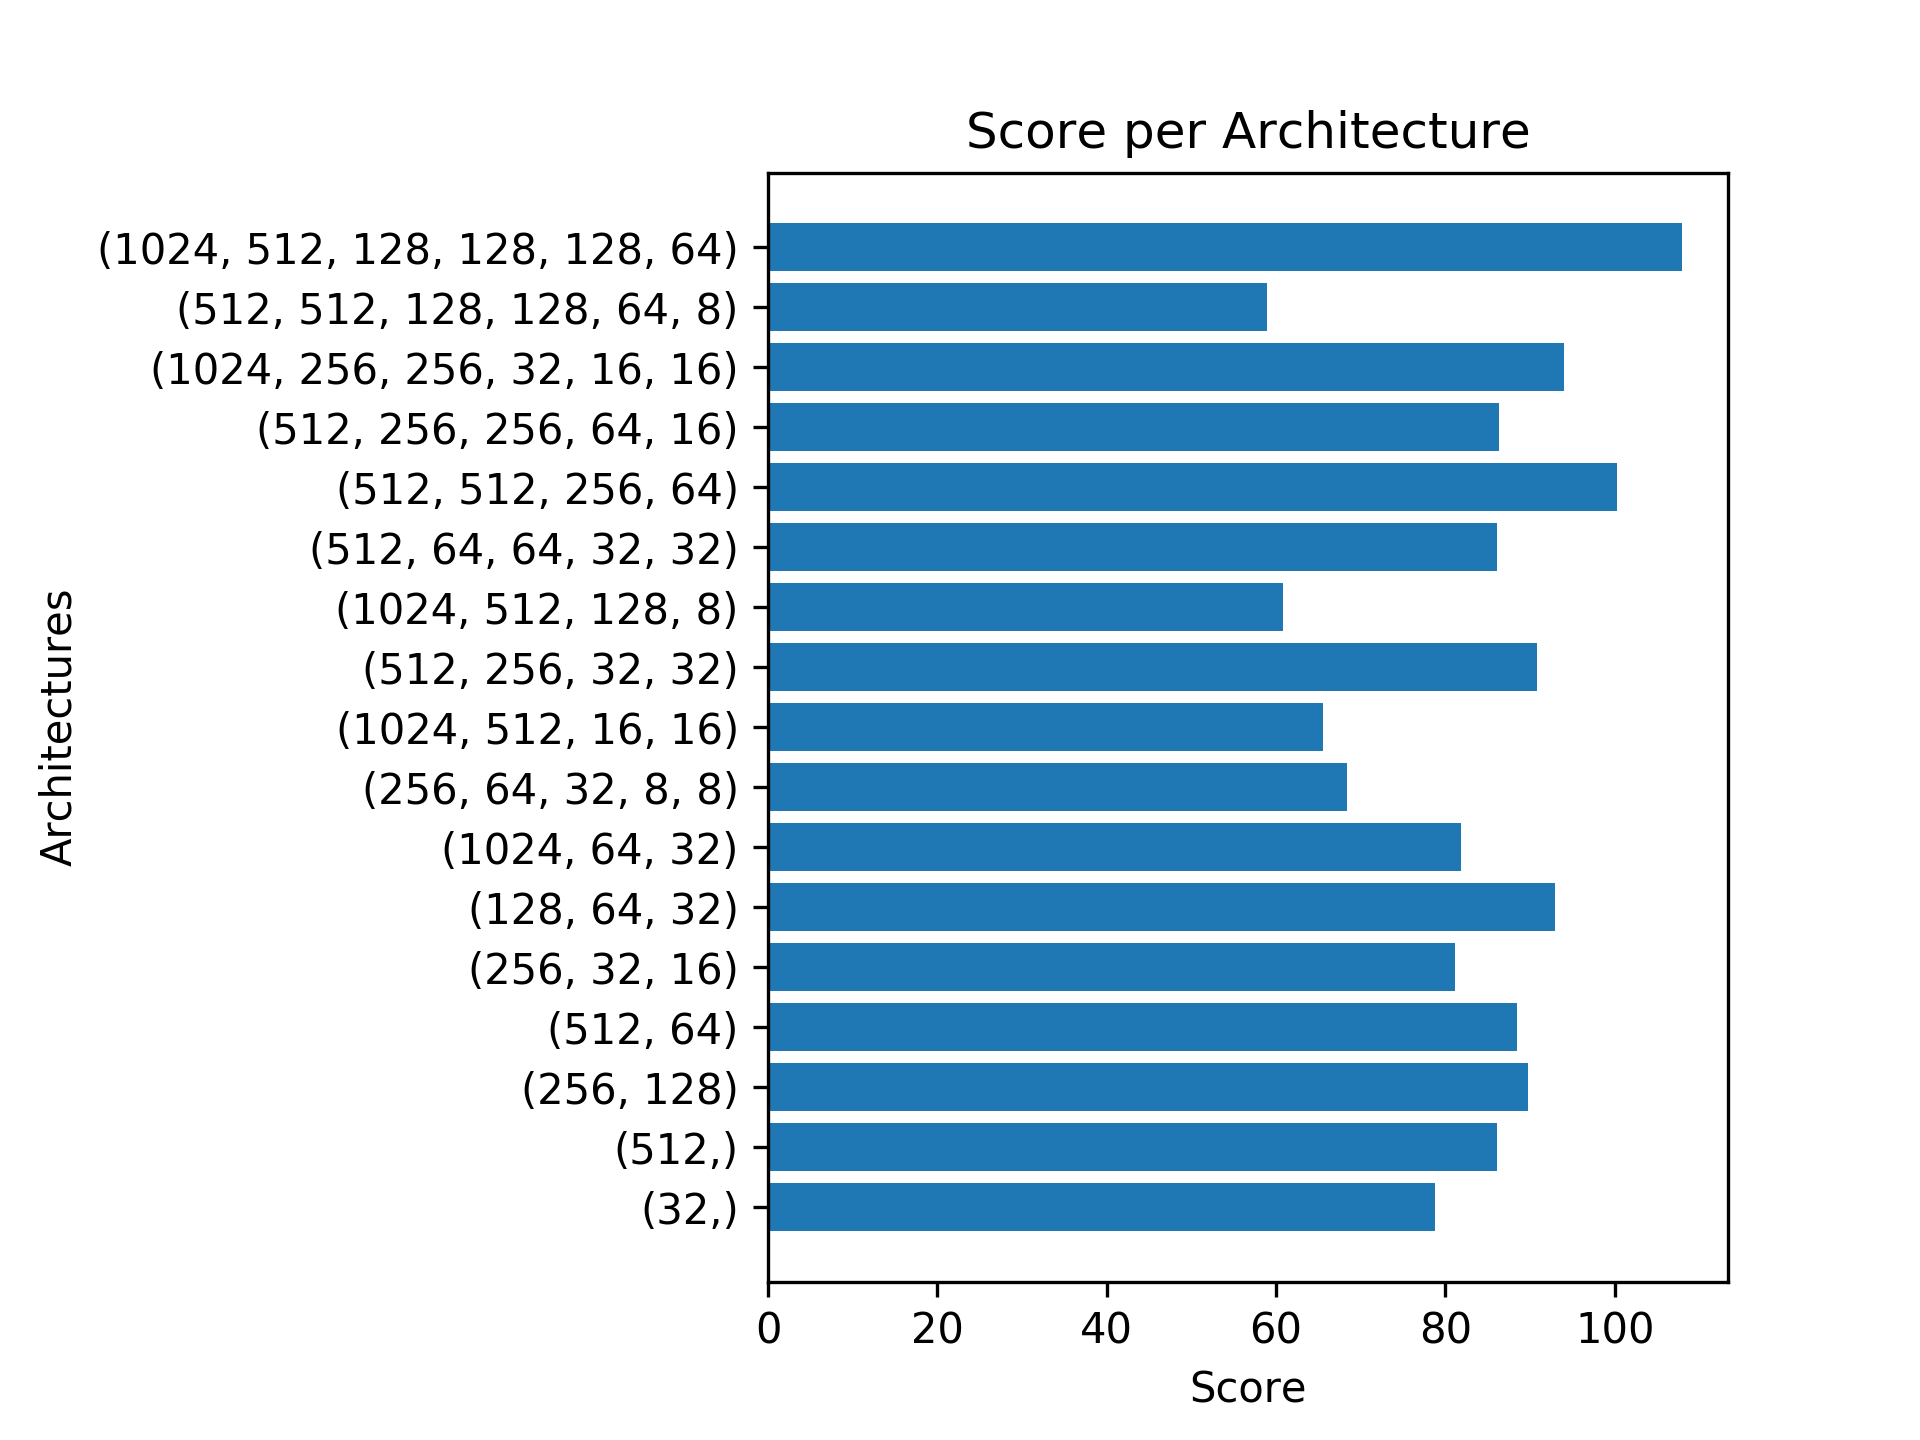 Score per Architecture
(1024, 512, 128, 128, 128, 64)
(512, 512, 128, 128, 64, 8)
(1024, 256, 256, 32, 16, 16)
(512, 256, 256, 64, 16)
(512, 512, 256, 64)
(512, 64, 64, 32, 32)
(1024, 512, 128, 8)
(512, 256, 32, 32)
(1024, 512, 16, 16)
(256, 64, 32, 8, 8)
(1024, 64, 32)
(128, 64, 32)
(256, 32, 16)
(512, 64)
(256, 128)
(512,)
(32,)
Architectures
0 20 40 60 80 100
Score